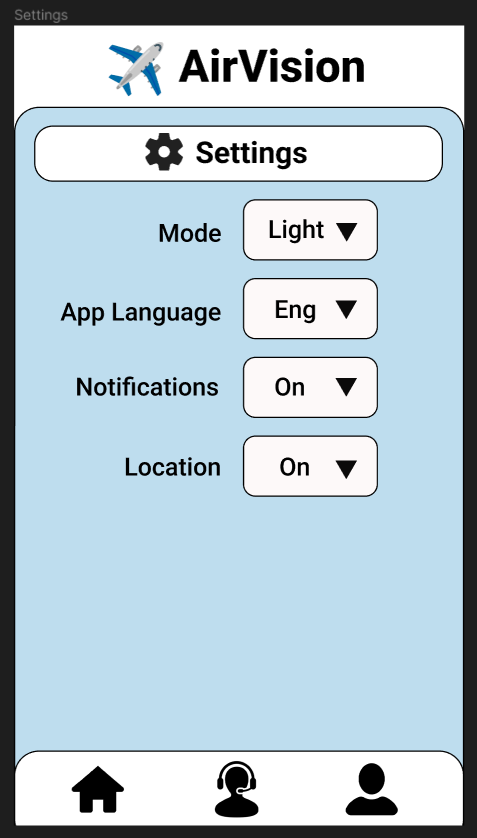 Settings
AirVision
Settings
Mode Light
App Language Eng
Notifications On
Location On